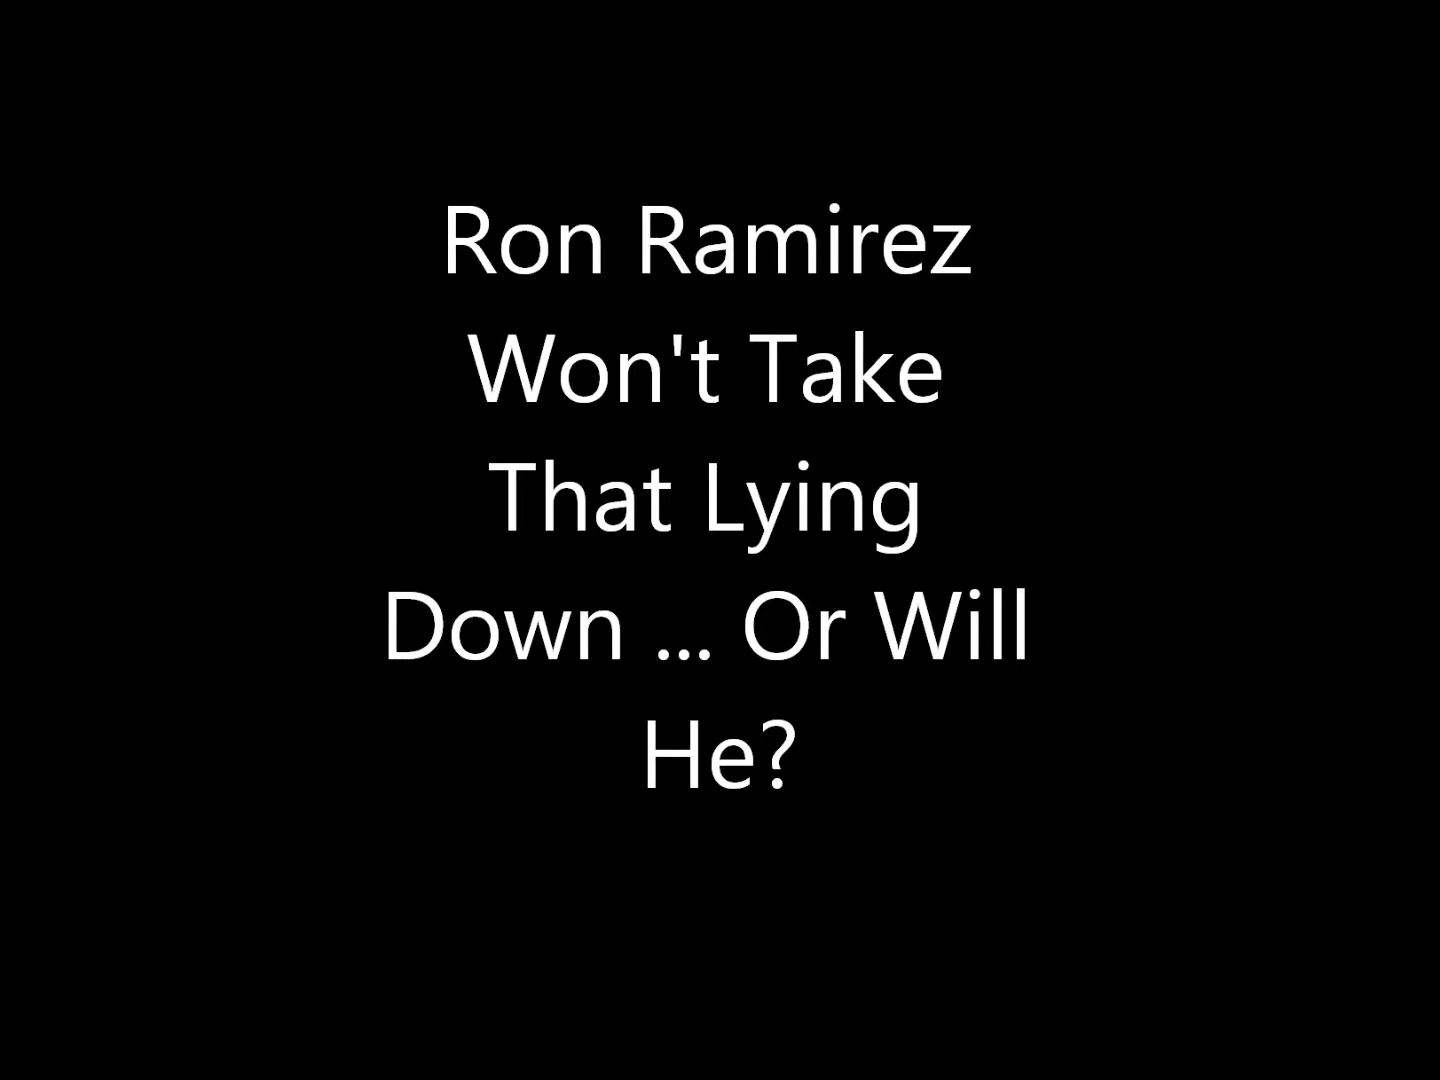 Ron Ramirez
Won't Take
That Lying
Down ... Or Will
He?